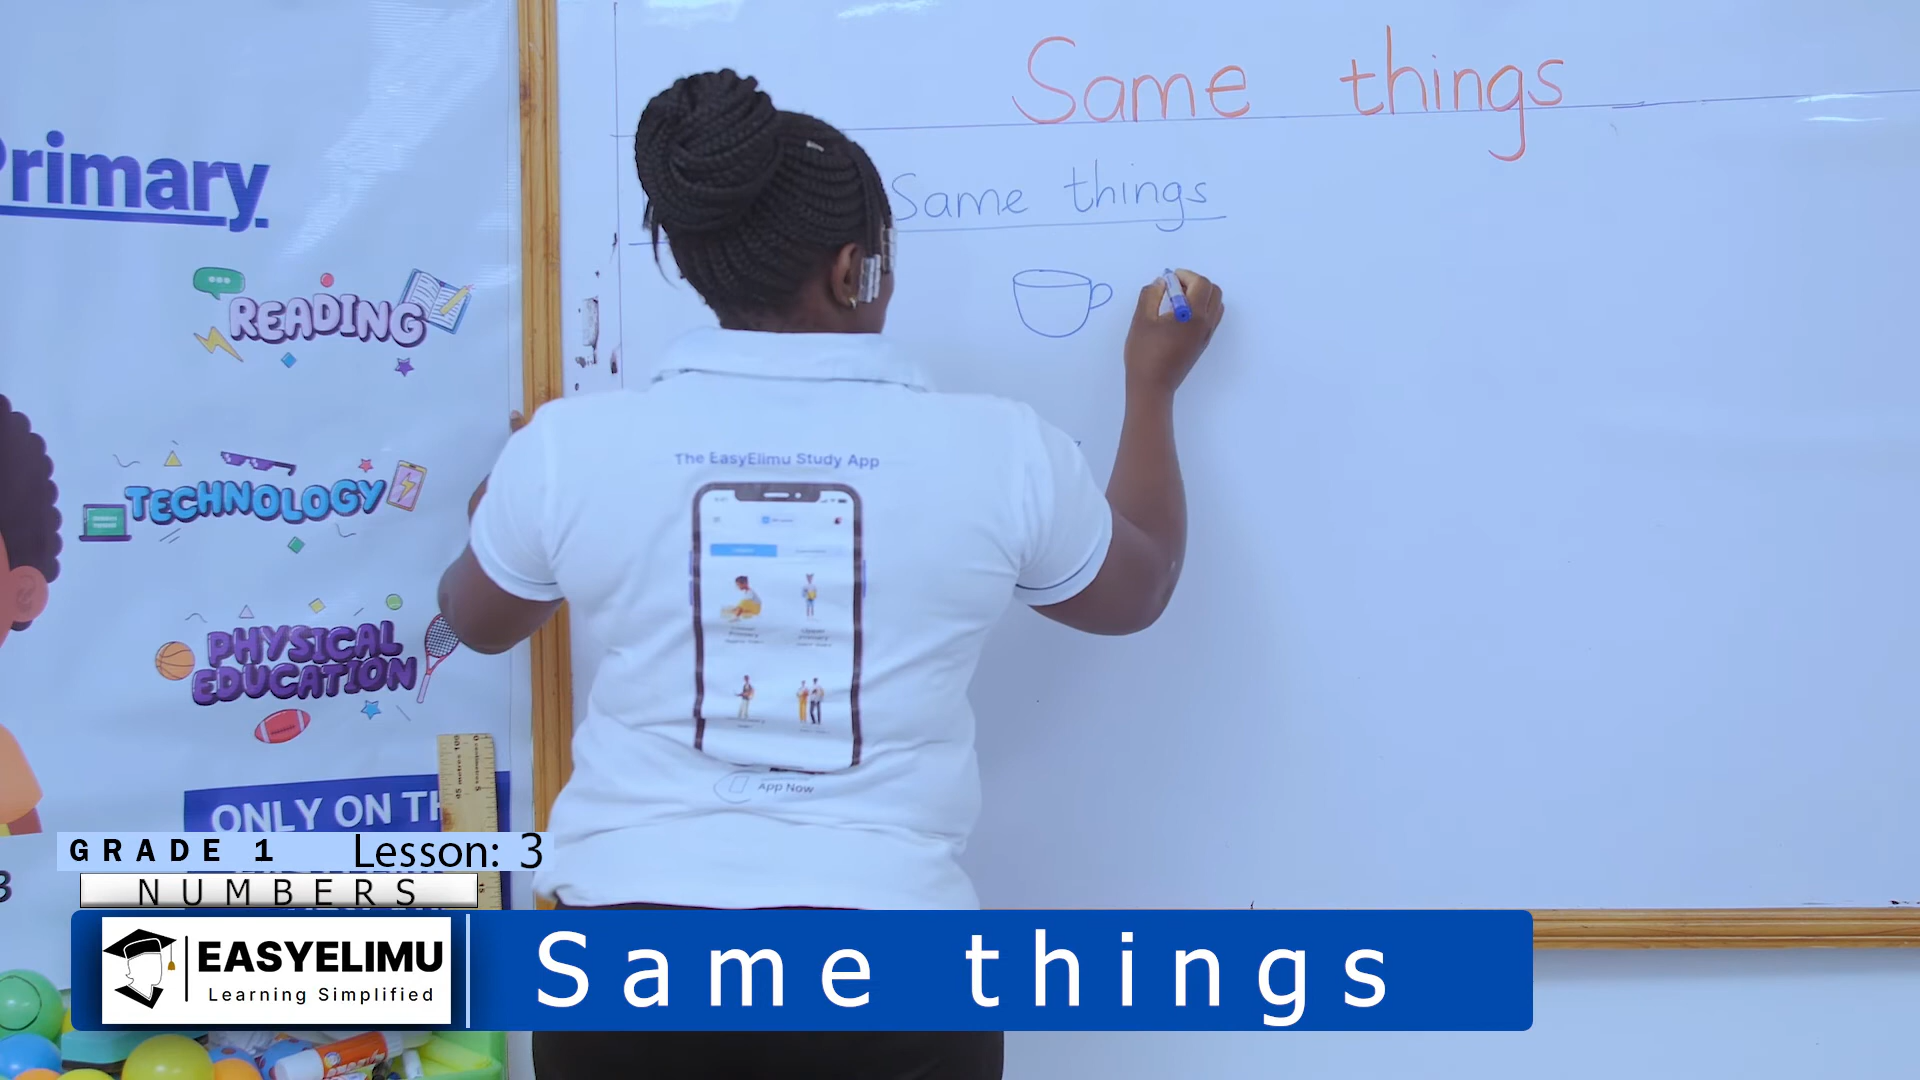 Same things
Same things
Primary
READING
TECHNOLOGY
PHYSICAL
EDUCATION
ONLY ON TH
The EasyElimu Study App
App Now
GRADE 1 Lesson: 3
NUMBERS
EASYELIMU
Learning Simplified
Same things